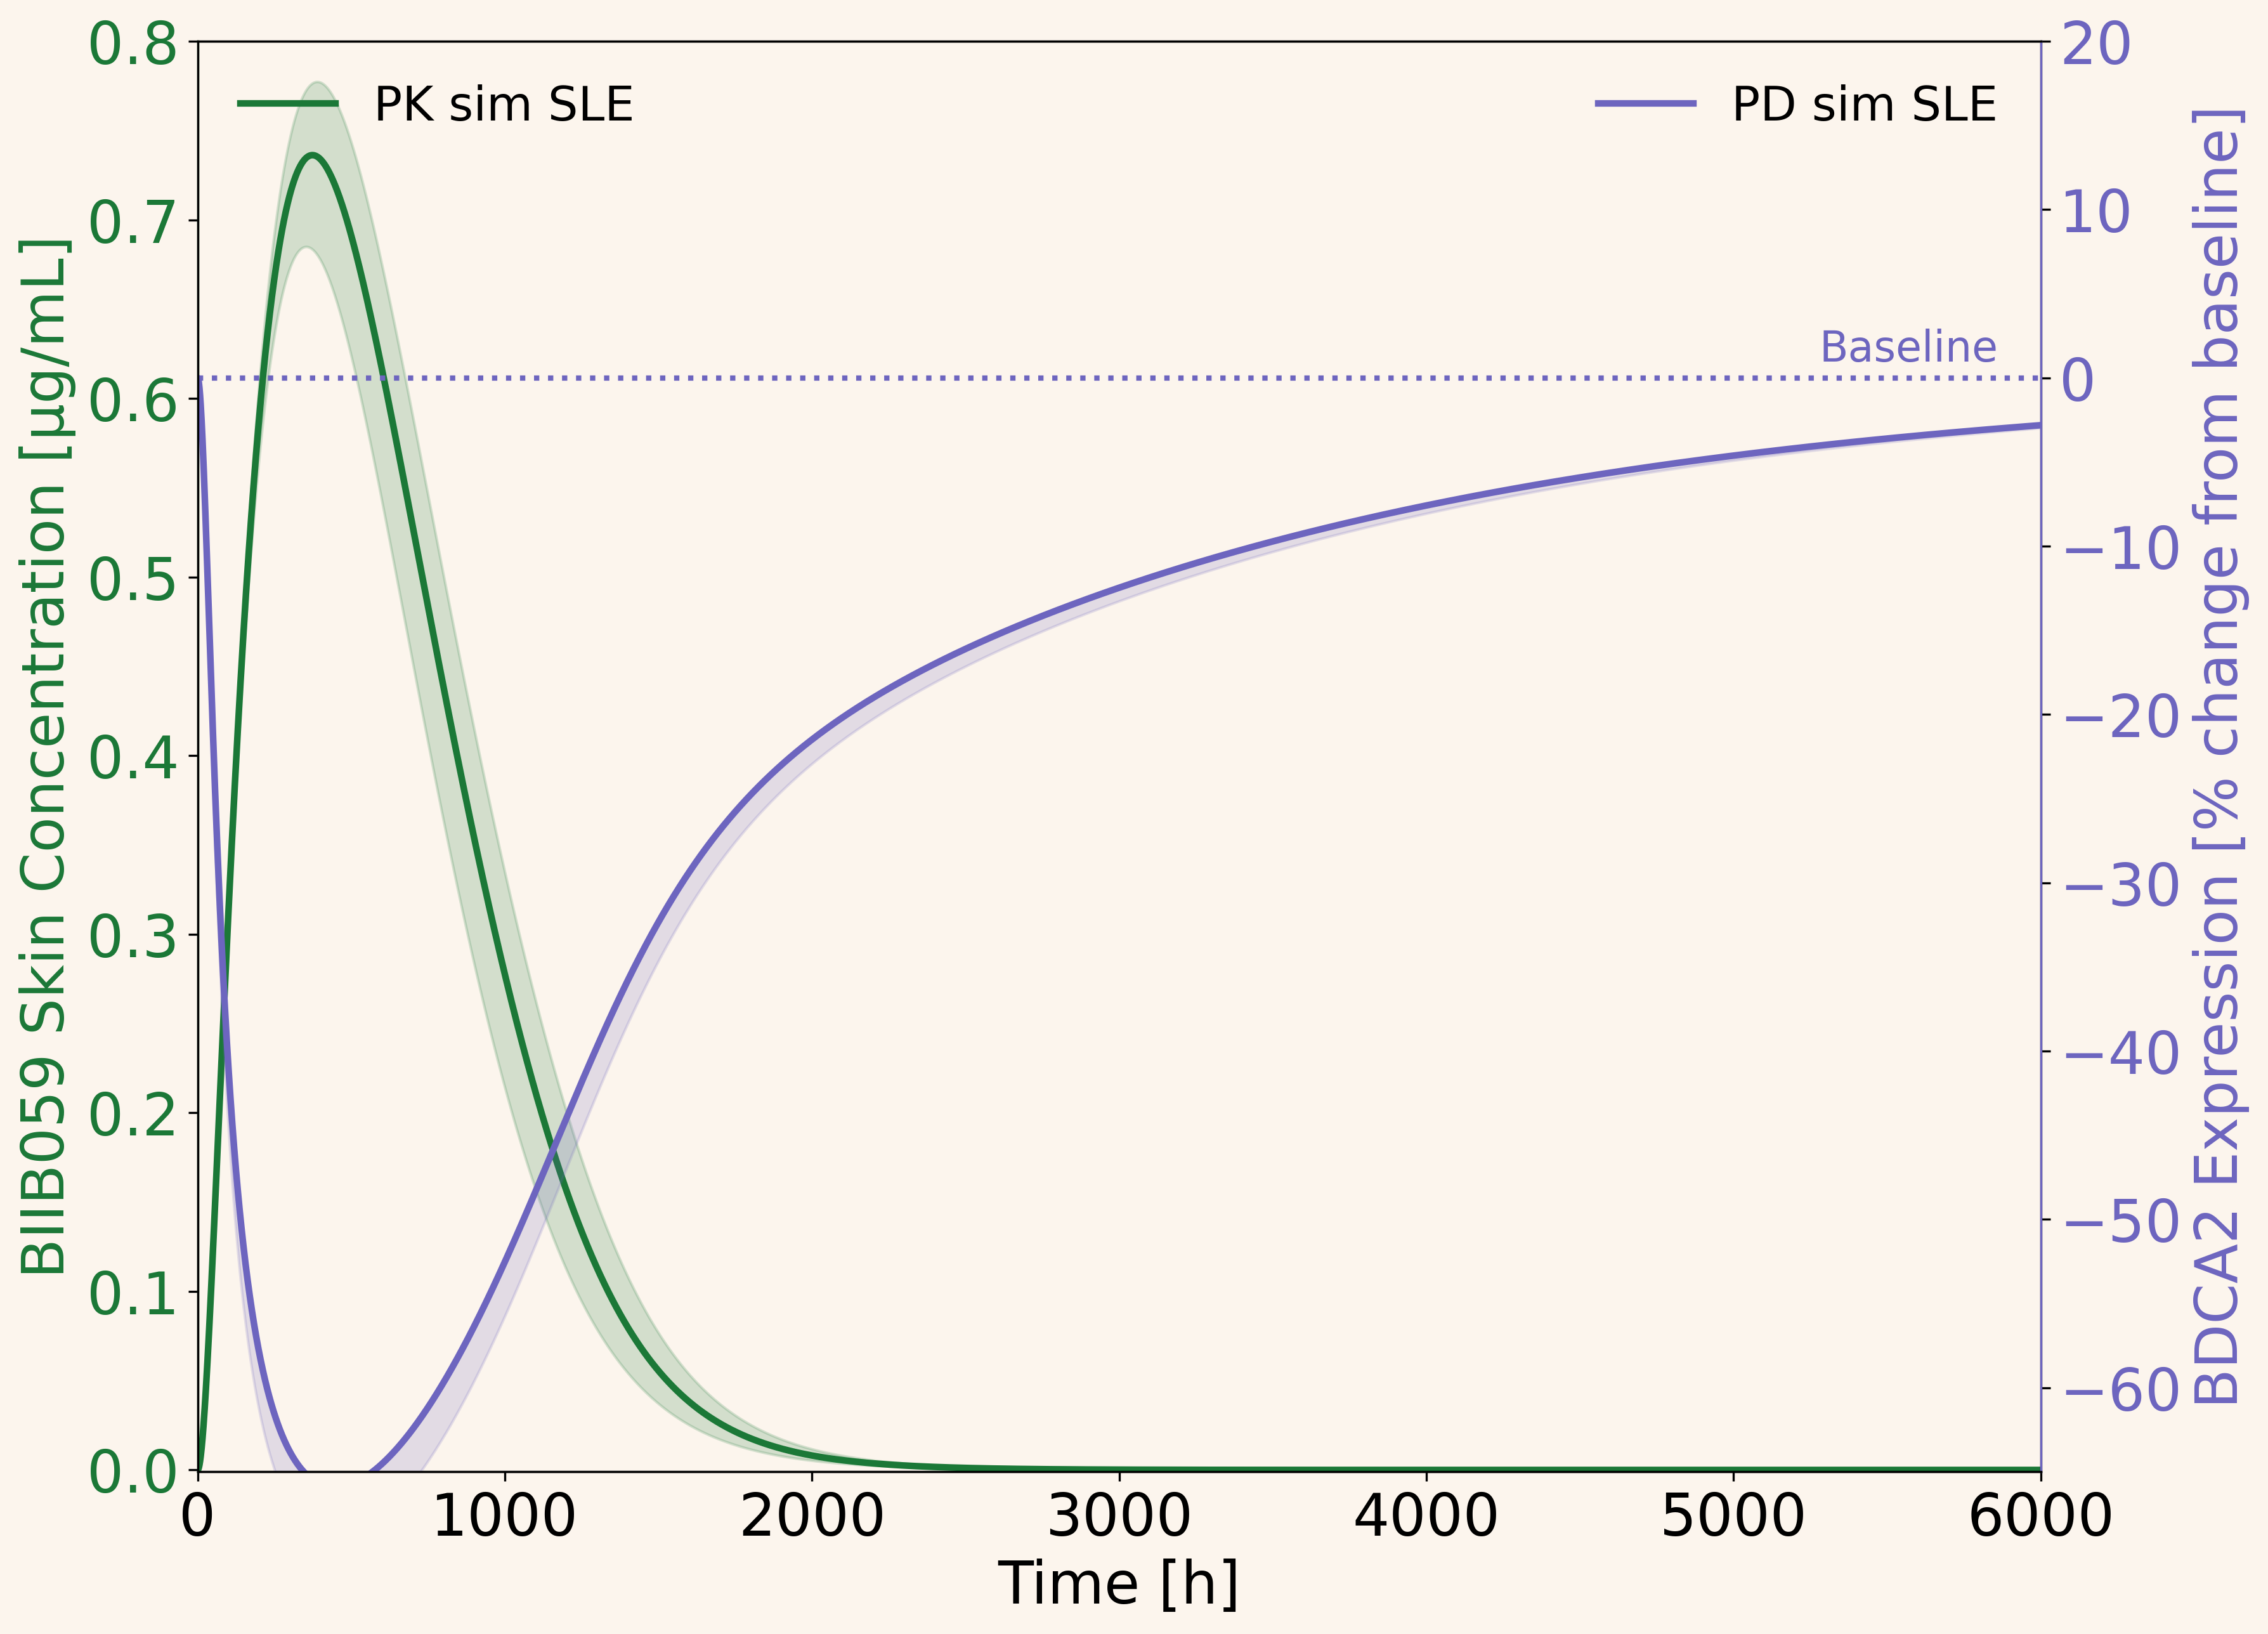 BIIB059 Skin Concentration [µg/mL]
0.8
0.7
0.6
0.5
0.4
0.3
0.2
0.1
0.0
PK sim SLE
PD sim SLE
Baseline
20
10
0
−10
−20
−30
−40
−50
−60
BDCA2 Expression [% change from baseline]
0 1000 2000 3000 4000 5000 6000
Time [h]